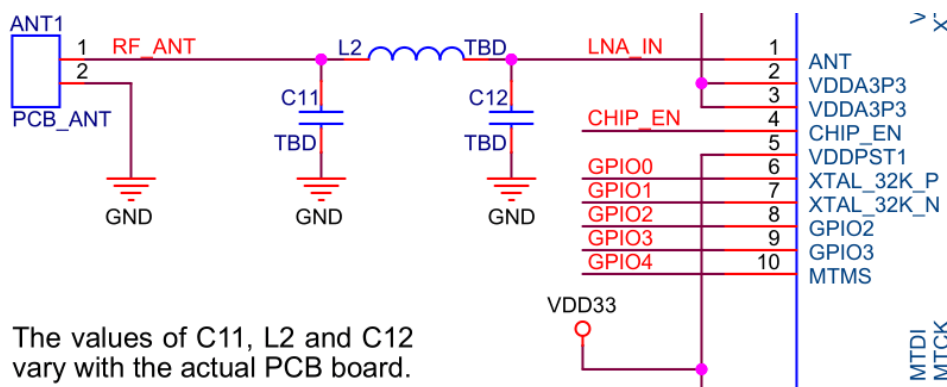 ANT1
1 RF_ANT L2 TBD LNA_IN 1 ANT
2 2 VDDA3P3
PCB_ANT C11 C12 3 VDDA3P3
TBD TBD CHIP_EN 4 CHIP_EN
5 VDDPST1
GPIO0 6 XTAL_32K_P
GPIO1 7 XTAL_32K_N
GND GND GND GPIO2 8 GPIO2
GPIO3 9 GPIO3
GPIO4 10 MTMS
VDD33
The values of C11, L2 and C12
vary with the actual PCB board.
MTDI
MTCK